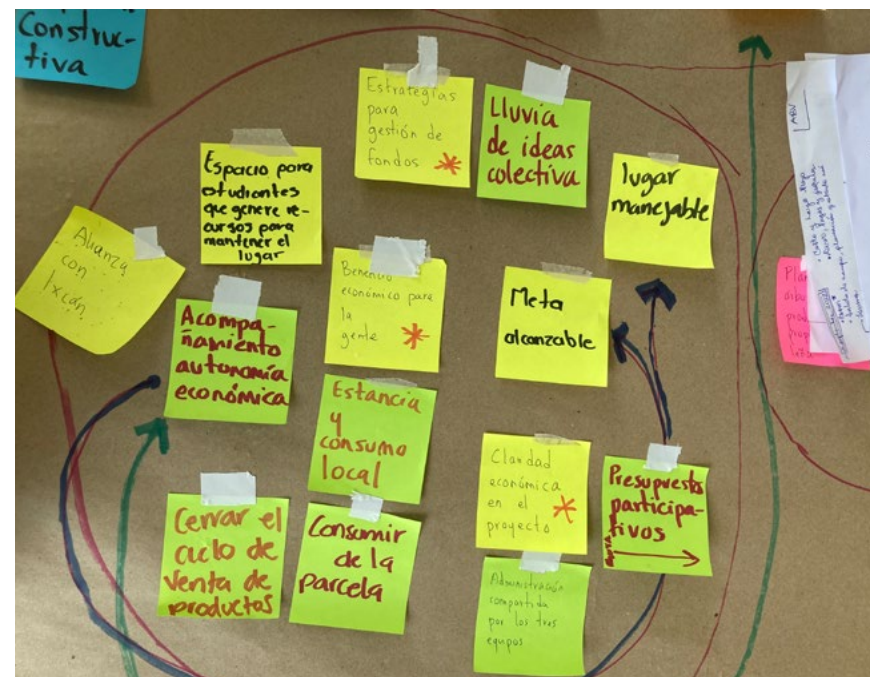 Construc-
tiva
Estrategias
para
gestión de
fondos
Lluvia
de ideas
colectiva
Espacio para
estudiantes
que genere re-
cursos para
mantener el
lugar
lugar
manejable
Alianza
con
Ixcán
Beneficio
económico para
la
gente
Meta
alcanzable
Acompa-
ñamiento
autonomía
económica
Estancia
y
consumo
local
Claridad
económica
en el
proyecto
Presupuestos
participa-
tivos
Cerrar el
ciclo de
venta de
productos
Consumir
de la
parcela
Administración
compartida
por los tres
equipos